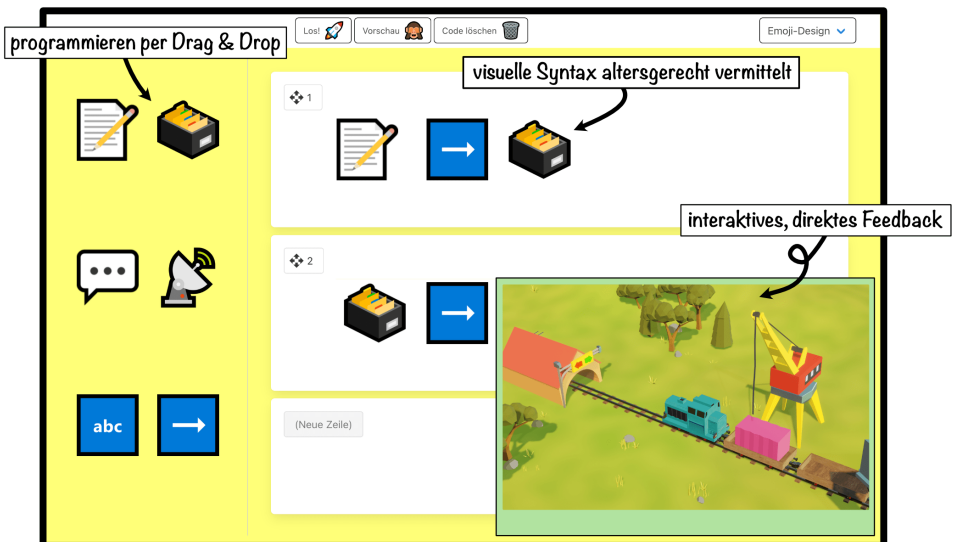 Los!
Vorschau
Code löschen
Emoji-Design
programmieren per Drag & Drop
visuelle Syntax altersgerecht vermittelt
1
interaktives, direktes Feedback
2
abc
(Neue Zeile)